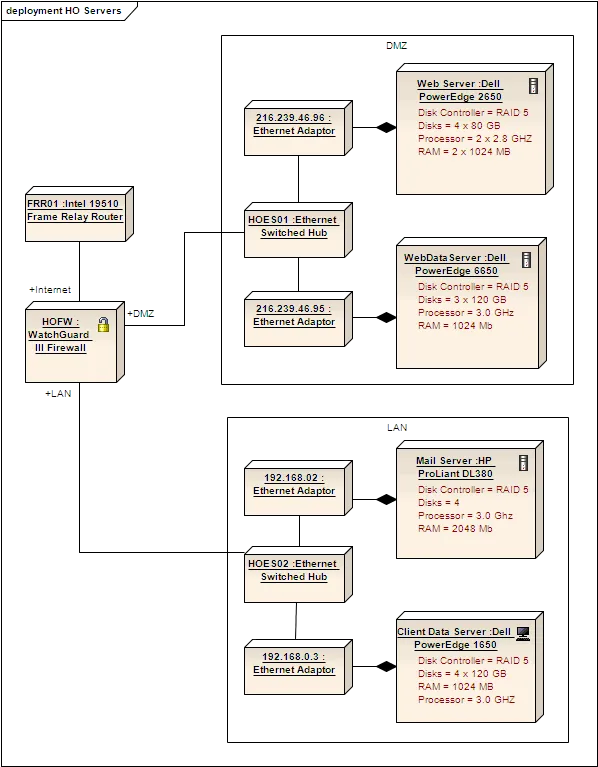 deployment HO Servers
DMZ
Web Server :Dell
PowerEdge 2650
Disk Controller = RAID 5
Disks = 4 x 80 GB
Processor = 2 x 2.8 GHZ
RAM = 2 x 1024 MB
216.239.46.96 :
Ethernet Adaptor
FRR01 :Intel 19510
Frame Relay Router
HOES01 :Ethernet
Switched Hub
WebDataServer :Dell
PowerEdge 6650
Disk Controller = RAID 5
Disks = 3 x 120 GB
Processor = 3.0 GHz
RAM = 1024 Mb
+Internet
216.239.46.95 :
Ethernet Adaptor
+DMZ
HOFW :
WatchGuard
III Firewall
+LAN
LAN
Mail Server :HP
ProLiant DL380
Disk Controller = RAID 5
Disks = 4
Processor = 3.0 Ghz
RAM = 2048 Mb
192.168.02 :
Ethernet Adaptor
HOES02 :Ethernet
Switched Hub
Client Data Server :Dell
PowerEdge 1650
Disk Controller = RAID 5
Disks = 4 x 120 GB
RAM = 1024 MB
Processor = 3.0 GHZ
192.168.0.3 :
Ethernet Adaptor